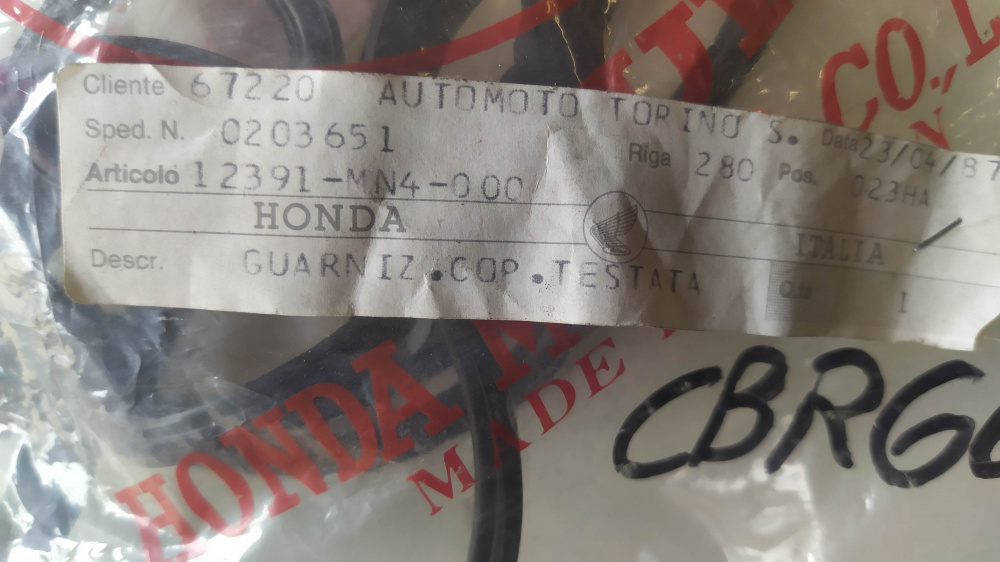 Cliente 67220 AUTOMOTO TORINO S. Data 23/04/87
Sped. N. 0203651 Riga 280 Pos. 023HA
Articolo 12391-MN4-000
HONDA ITALIA
Descr. GUARNIZ.COP.TESTATA 1
CO.,
HONDA M
MADE
CBR6